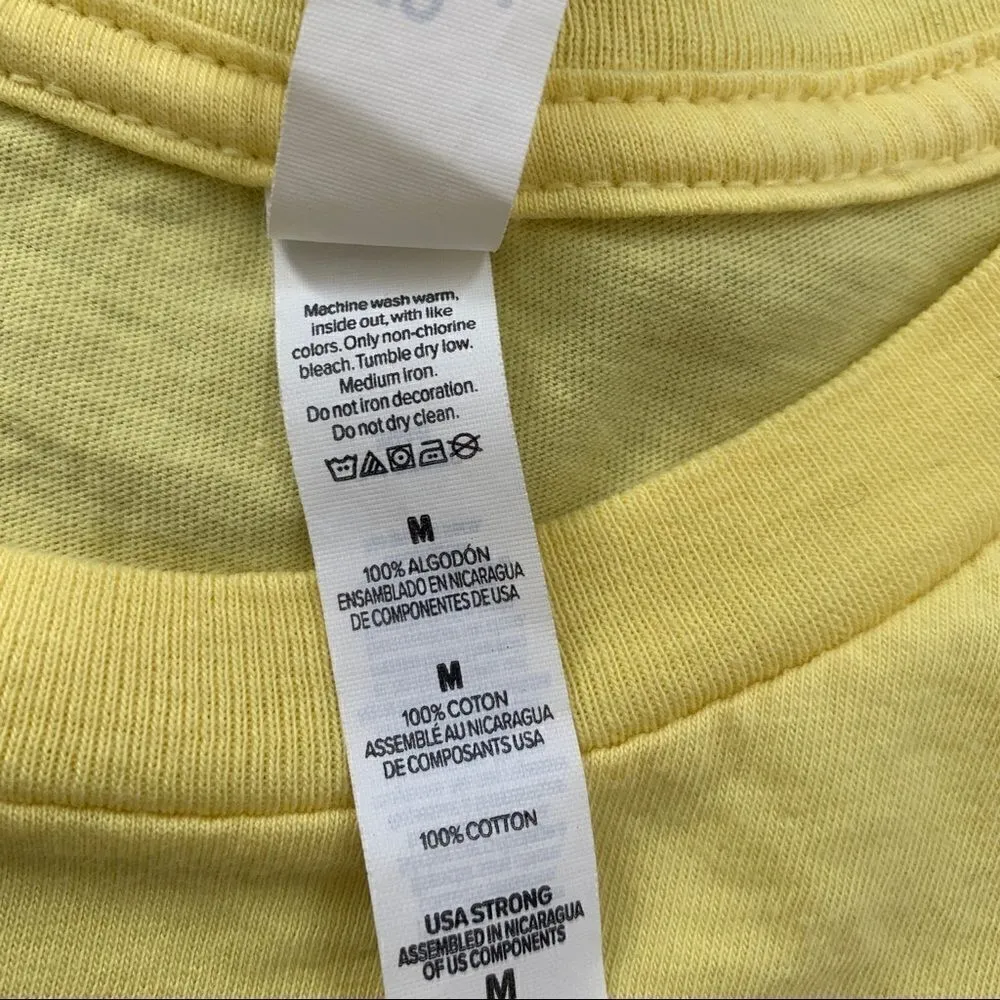 Machine wash warm,
inside out, with like
colors. Only non-chlorine
bleach. Tumble dry low.
Medium iron.
Do not iron decoration.
Do not dry clean.
M
100% ALGODÓN
ENSAMBLADO EN NICARAGUA
DE COMPONENTES DE USA
M
100% COTON
ASSEMBLÉ AU NICARAGUA
DE COMPOSANTS USA
100% COTTON
USA STRONG
ASSEMBLED IN NICARAGUA
OF US COMPONENTS
M